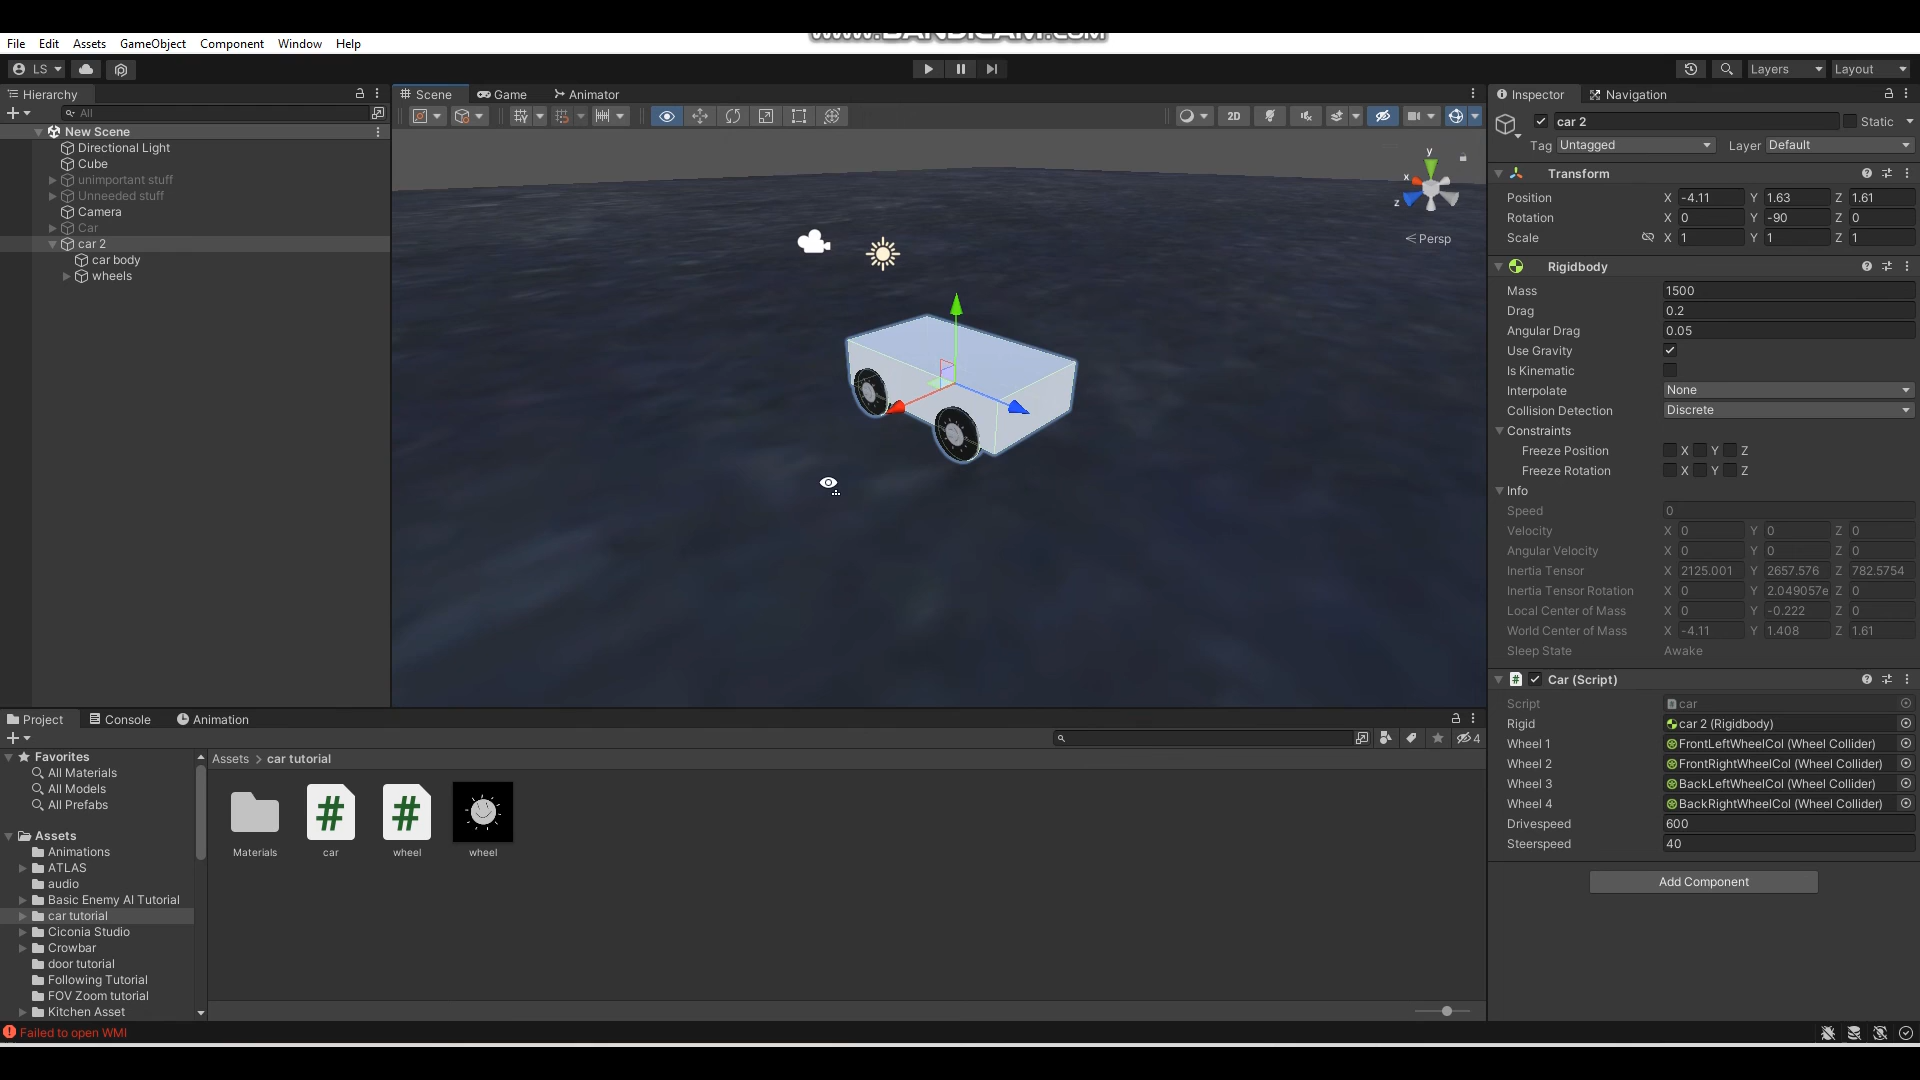 www.BANDICAM.com
File Edit Assets GameObject Component Window Help
LS Layers Layout
Hierarchy
All
New Scene
Directional Light
Cube
unimportant stuff
Unneeded stuff
Camera
Car
car 2
car body
wheels
Scene Game Animator
2D
y
x
z
Persp
Inspector Navigation
car 2 Static
Tag Untagged Layer Default
Transform
Position X -4.11 Y 1.63 Z 1.61
Rotation X 0 Y -90 Z 0
Scale X 1 Y 1 Z 1
Rigidbody
Mass 1500
Drag 0.2
Angular Drag 0.05
Use Gravity
Is Kinematic
Interpolate None
Collision Detection Discrete
Constraints
Freeze Position X Y Z
Freeze Rotation X Y Z
Info
Speed 0
Velocity X 0 Y 0 Z 0
Angular Velocity X 0 Y 0 Z 0
Inertia Tensor X 2125.001 Y 2657.576 Z 782.5754
Inertia Tensor Rotation X 0 Y 2.049057e Z 0
Local Center of Mass X 0 Y -0.222 Z 0
World Center of Mass X -4.11 Y 1.408 Z 1.61
Sleep State Awake
Car (Script)
Script car
Rigid car 2 (Rigidbody)
Wheel 1 FrontLeftWheelCol (Wheel Collider)
Wheel 2 FrontRightWheelCol (Wheel Collider)
Wheel 3 BackLeftWheelCol (Wheel Collider)
Wheel 4 BackRightWheelCol (Wheel Collider)
Drivespeed 600
Steerspeed 40
Add Component
Project Console Animation
4
Favorites
All Materials
All Models
All Prefabs
Assets
Animations
ATLAS
audio
Basic Enemy AI Tutorial
car tutorial
Ciconia Studio
Crowbar
door tutorial
Following Tutorial
FOV Zoom tutorial
Kitchen Asset
Assets > car tutorial
Materials car wheel wheel
Failed to open WMI